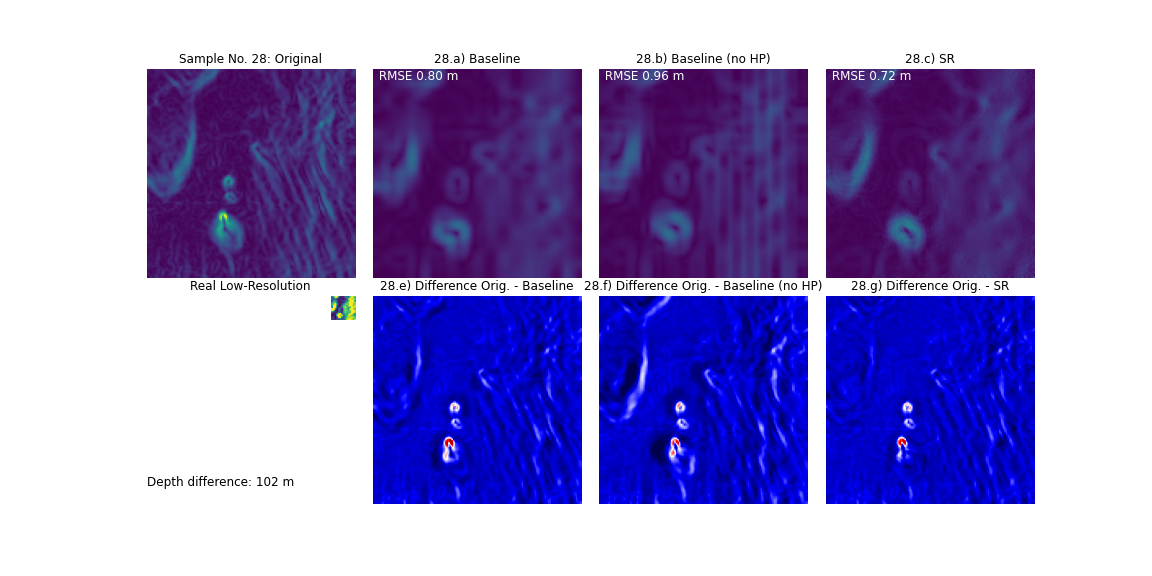 Sample No. 28: Original
28.a) Baseline
28.b) Baseline (no HP)
28.c) SR
RMSE 0.80 m
RMSE 0.96 m
RMSE 0.72 m
Real Low-Resolution
28.e) Difference Orig. - Baseline
28.f) Difference Orig. - Baseline (no HP)
28.g) Difference Orig. - SR
Depth difference: 102 m